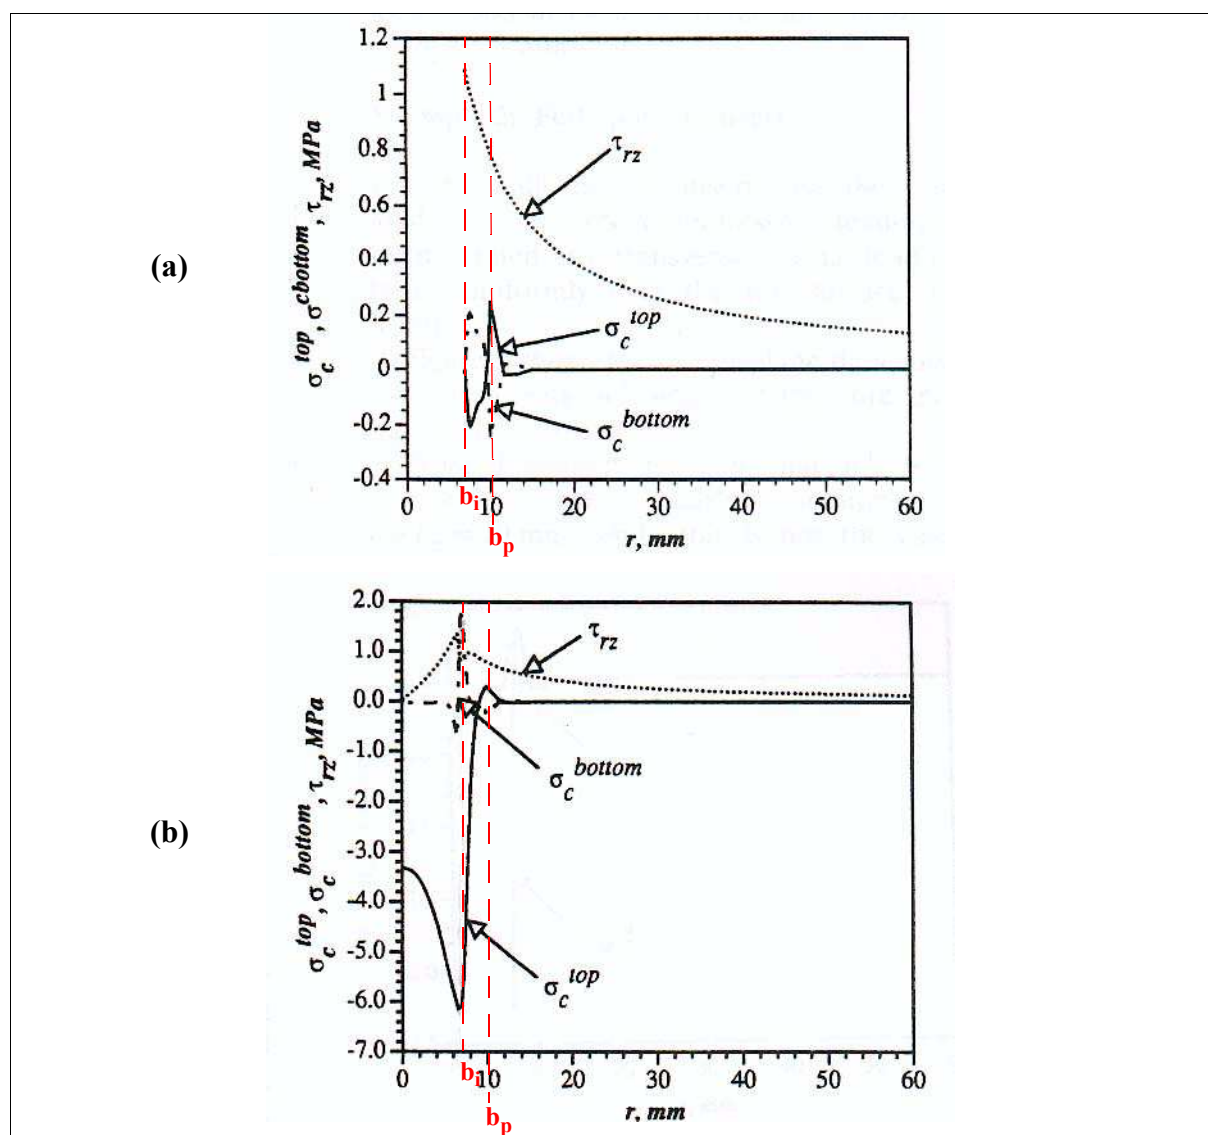 (a)
σc^top, σ^cbottom, τrz, MPa
1.2
1
0.8
0.6
0.4
0.2
0
-0.2
-0.4
τrz
σc^top
σc^bottom
0 10 20 30 40 50 60
bi
bp
r, mm
(b)
σc^top, σc^bottom, τrz, MPa
2.0
1.0
0.0
-1.0
-2.0
-3.0
-4.0
-5.0
-6.0
-7.0
τrz
σc^bottom
σc^top
0 10 20 30 40 50 60
bi
bp
r, mm